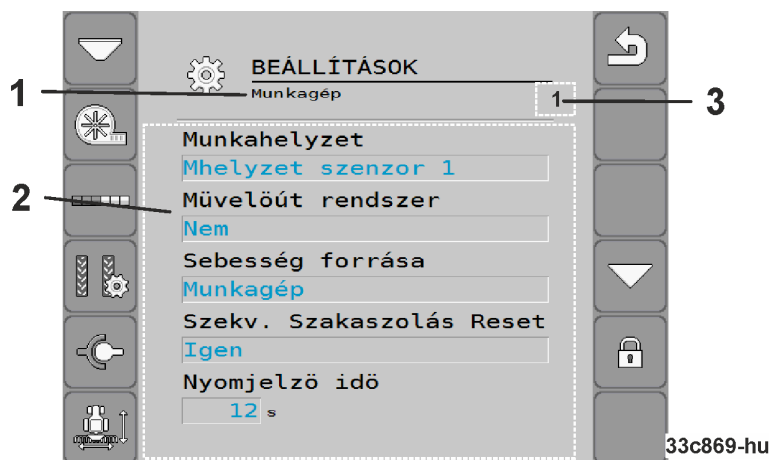 BEÁLLÍTÁSOK
1
Munkagép
1
3
Munkahelyzet
Mhelyzet szenzor 1
Müvelöút rendszer
2
Nem
Sebesség forrása
Munkagép
Szekv. Szakaszolás Reset
Igen
Nyomjelzö idö
12 s
33c869-hu